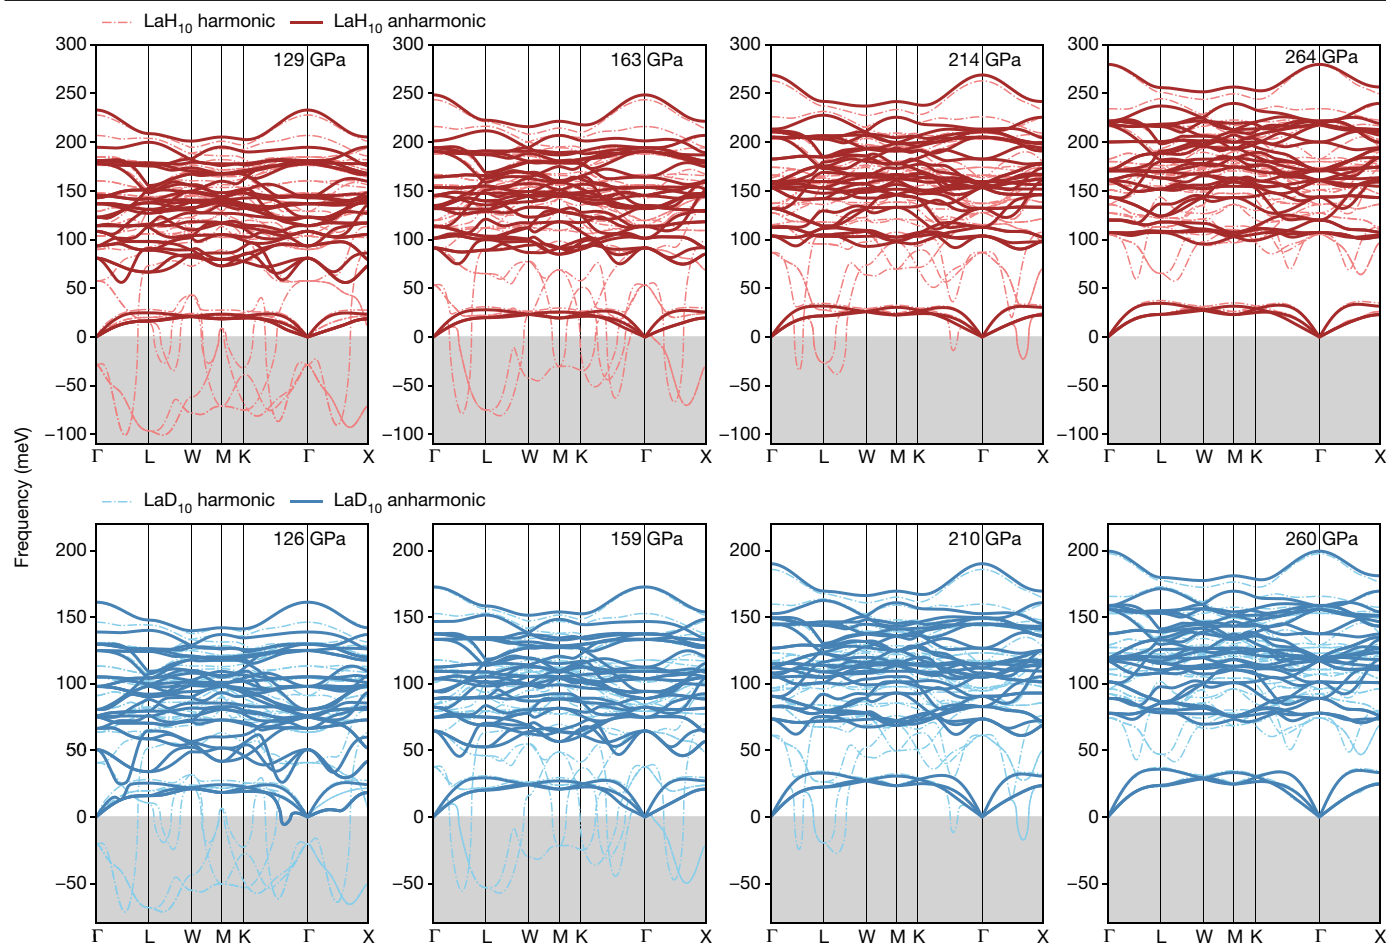 LaH10 harmonic LaH10 anharmonic
300 300 300 300
129 GPa 163 GPa 214 GPa 264 GPa
250 250 250 250
200 200 200 200
150 150 150 150
100 100 100 100
50 50 50 50
0 0 0 0
−50 −50 −50 −50
−100 −100 −100 −100
Γ L W M K Γ X Γ L W M K Γ X Γ L W M K Γ X Γ L W M K Γ X
Frequency (meV)
LaD10 harmonic LaD10 anharmonic
126 GPa 159 GPa 210 GPa 260 GPa
200 200 200 200
150 150 150 150
100 100 100 100
50 50 50 50
0 0 0 0
−50 −50 −50 −50
Γ L W M K Γ X Γ L W M K Γ X Γ L W M K Γ X Γ L W M K Γ X